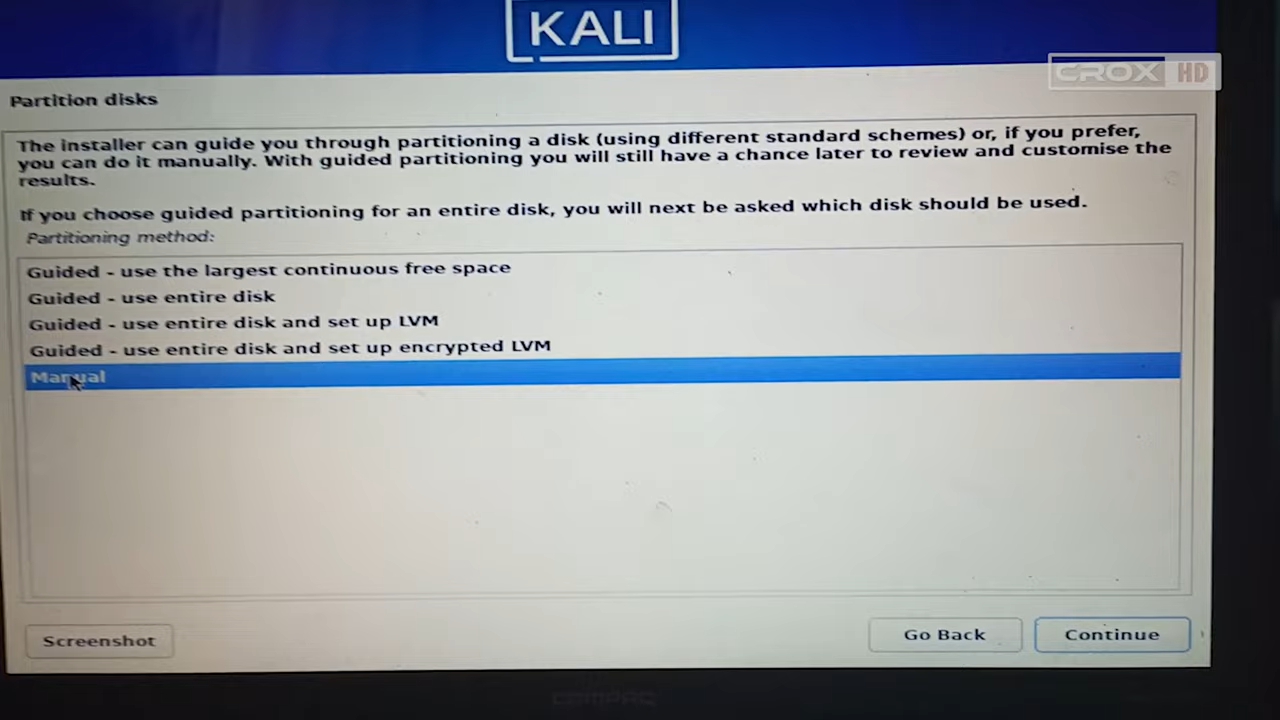 KALI
CROX HD
Partition disks
The installer can guide you through partitioning a disk (using different standard schemes) or, if you prefer,
you can do it manually. With guided partitioning you will still have a chance later to review and customise the
results.
If you choose guided partitioning for an entire disk, you will next be asked which disk should be used.
Partitioning method:
Guided - use the largest continuous free space
Guided - use entire disk
Guided - use entire disk and set up LVM
Guided - use entire disk and set up encrypted LVM
Manual
Screenshot
Go Back
Continue
COMPAQ